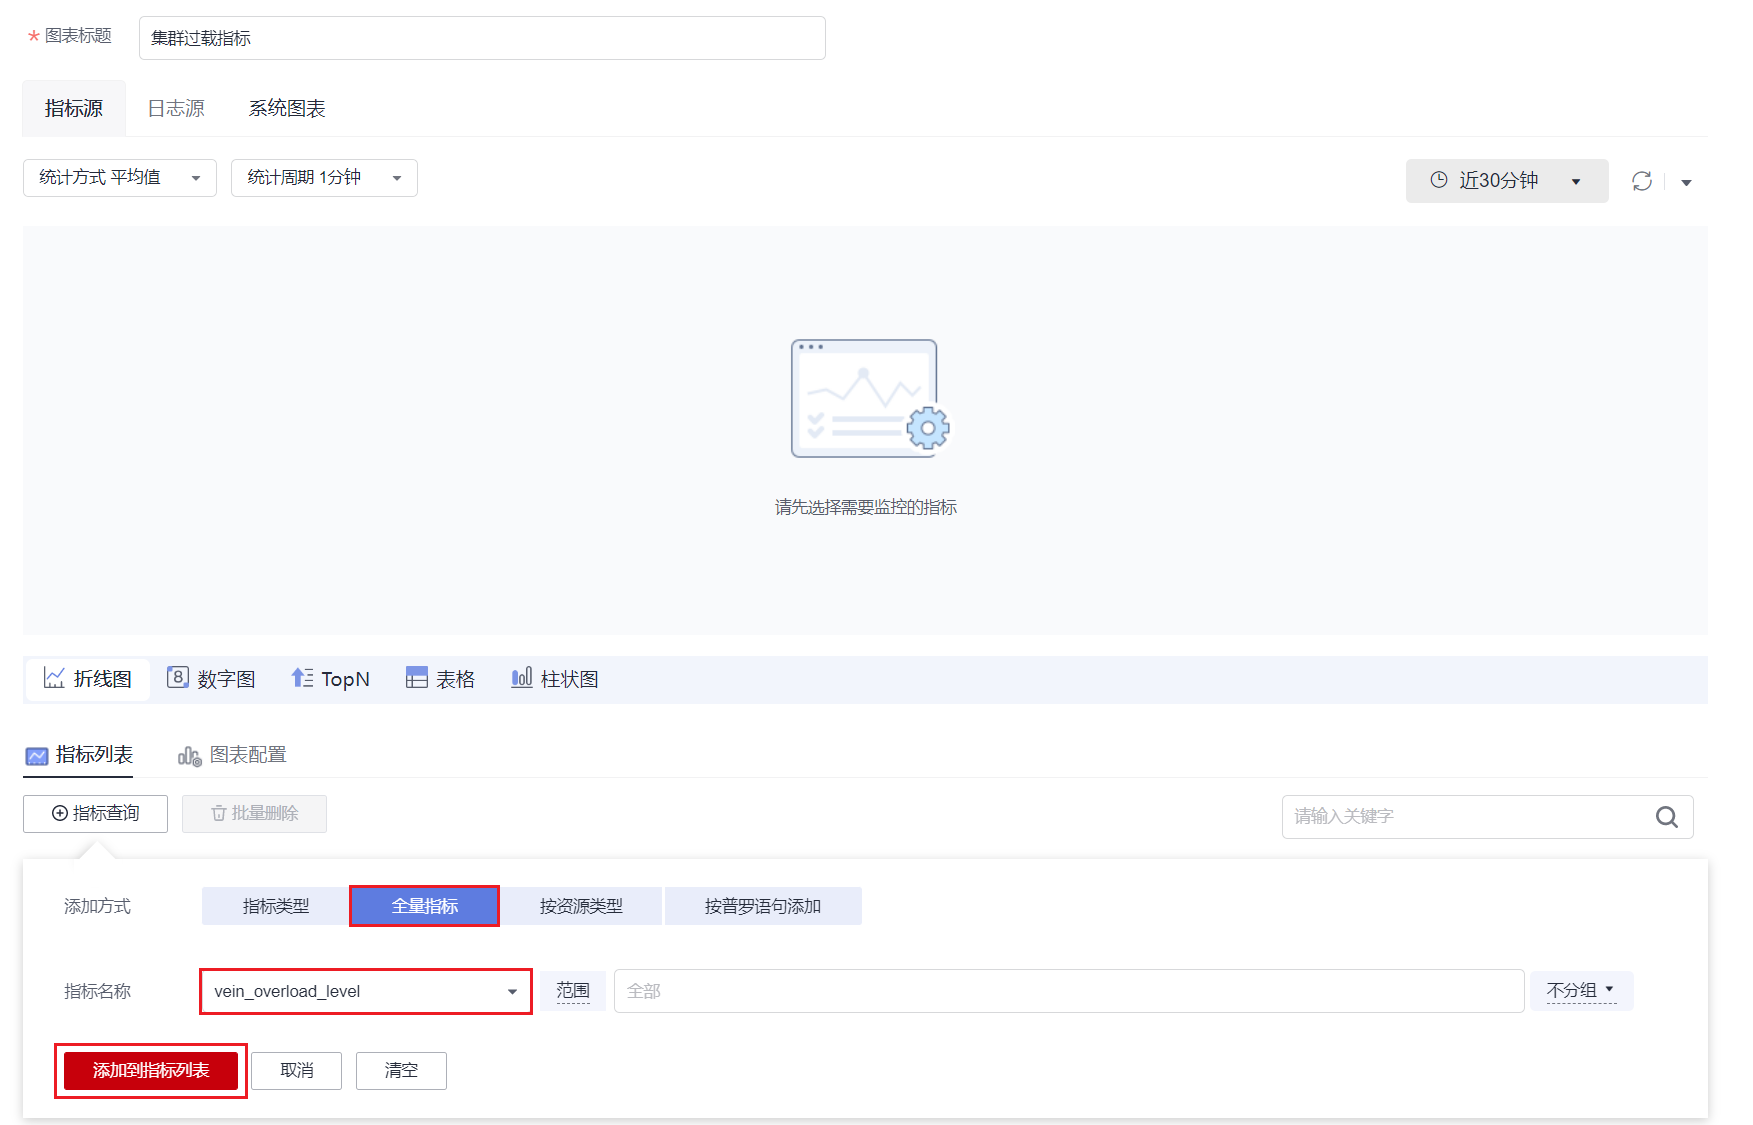 * 图表标题 集群过载指标
指标源 日志源 系统图表
统计方式 平均值 统计周期 1分钟 近30分钟
请先选择需要监控的指标
折线图 8 数字图 TopN 表格 柱状图
指标列表 图表配置
指标查询 批量删除 请输入关键字
添加方式 指标类型 全量指标 按资源类型 按普罗语句添加
指标名称 vein_overload_level 范围 全部 不分组
添加到指标列表 取消 清空